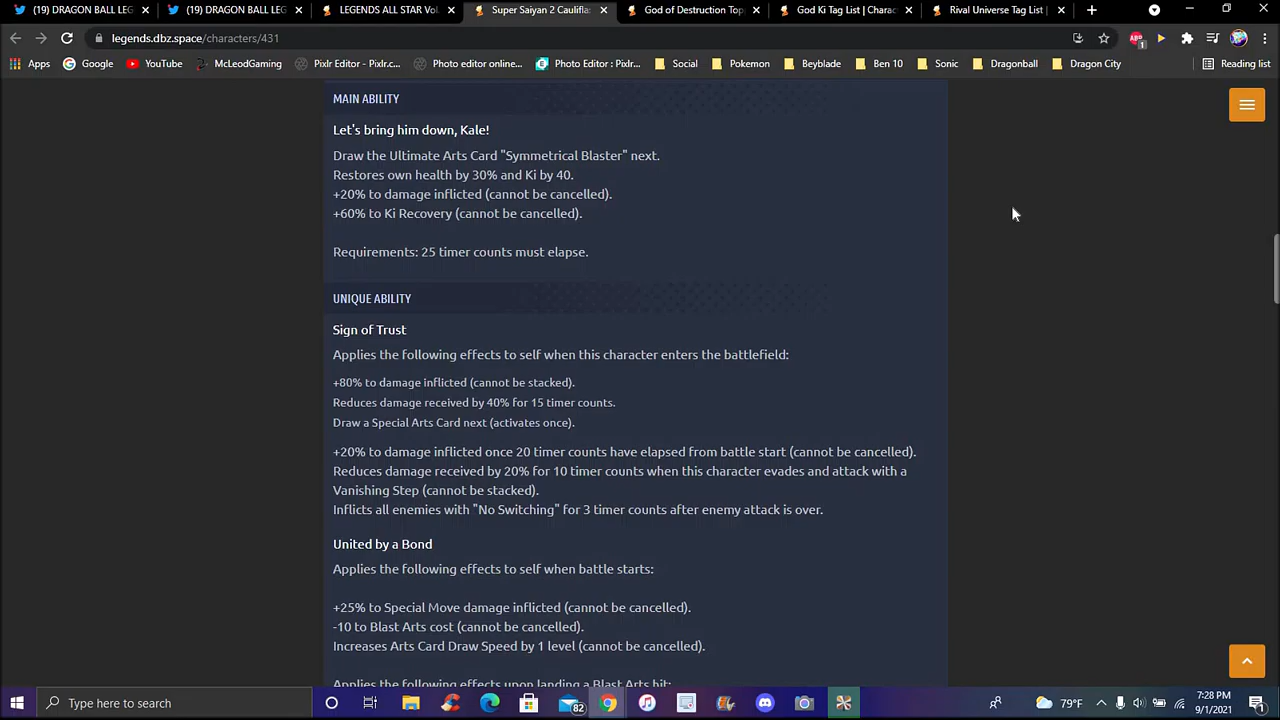 (19) DRAGON BALL LEG
(19) DRAGON BALL LEG
LEGENDS ALL STAR Vol.
Super Saiyan 2 Caulifla
God of Destruction Top
God Ki Tag List | Charac
Rival Universe Tag List |
legends.dbz.space/characters/431
ABP
1
Apps
Google
YouTube
McLeodGaming
Pixlr Editor - Pixlr.c...
Photo editor online...
Photo Editor : Pixlr...
Social
Pokemon
Beyblade
Ben 10
Sonic
Dragonball
Dragon City
Reading list
MAIN ABILITY
Let's bring him down, Kale!
Draw the Ultimate Arts Card "Symmetrical Blaster" next.
Restores own health by 30% and Ki by 40.
+20% to damage inflicted (cannot be cancelled).
+60% to Ki Recovery (cannot be cancelled).
Requirements: 25 timer counts must elapse.
UNIQUE ABILITY
Sign of Trust
Applies the following effects to self when this character enters the battlefield:
+80% to damage inflicted (cannot be stacked).
Reduces damage received by 40% for 15 timer counts.
Draw a Special Arts Card next (activates once).
+20% to damage inflicted once 20 timer counts have elapsed from battle start (cannot be cancelled).
Reduces damage received by 20% for 10 timer counts when this character evades and attack with a
Vanishing Step (cannot be stacked).
Inflicts all enemies with "No Switching" for 3 timer counts after enemy attack is over.
United by a Bond
Applies the following effects to self when battle starts:
+25% to Special Move damage inflicted (cannot be cancelled).
-10 to Blast Arts cost (cannot be cancelled).
Increases Arts Card Draw Speed by 1 level (cannot be cancelled).
Applies the following effects upon landing a Blast Arts hit:
Type here to search
82
79°F
7:28 PM
9/1/2021
1